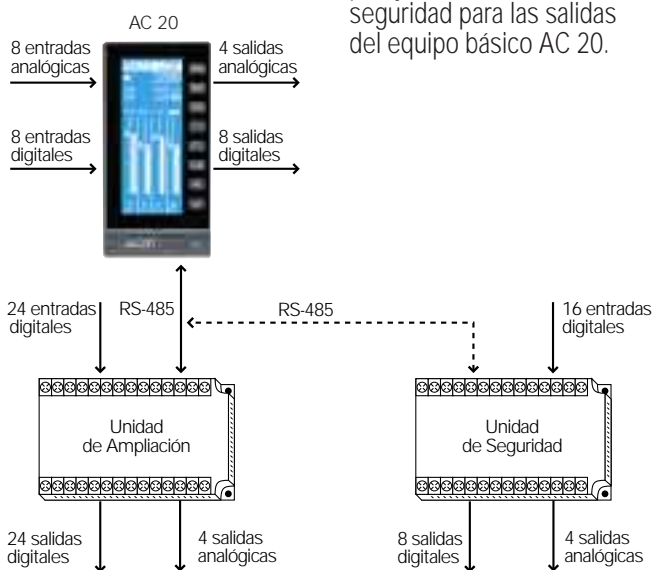 seguridad para las salidas
del equipo básico AC 20.
AC 20
8 entradas
analógicas
4 salidas
analógicas
8 entradas
digitales
8 salidas
digitales
24 entradas
digitales
RS-485
RS-485
16 entradas
digitales
Unidad
de Ampliación
Unidad
de Seguridad
24 salidas
digitales
4 salidas
analógicas
8 salidas
digitales
4 salidas
analógicas